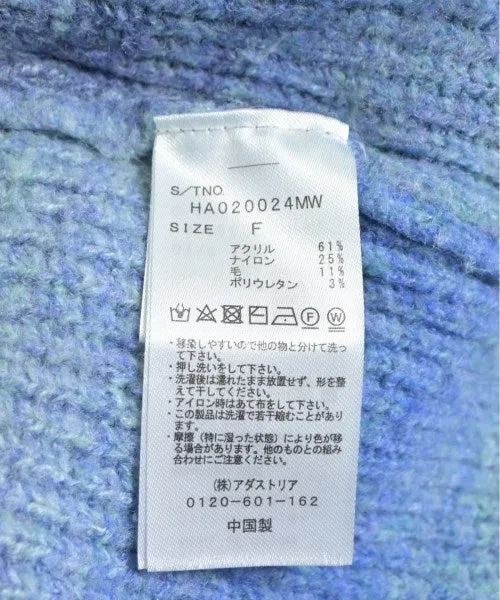 S/TNO
HA020024MW
SIZE F
アクリル 61%
ナイロン 25%
毛 11%
ポリウレタン 3%
F W
・移染しやすいので他の物と分けて洗っ
て下さい。
・押し洗いをして下さい。
・洗濯後は濡れたまま放置せず、形を整
えて干してください。
・アイロン時はあて布をして下さい。
・この製品は洗濯で若干縮むことがあり
ます。
・摩擦（特に湿った状態）により色が移
る場合があります。他のものとの組み
合わせにご注意ください。
(株)アダストリア
0120-601-162
中国製